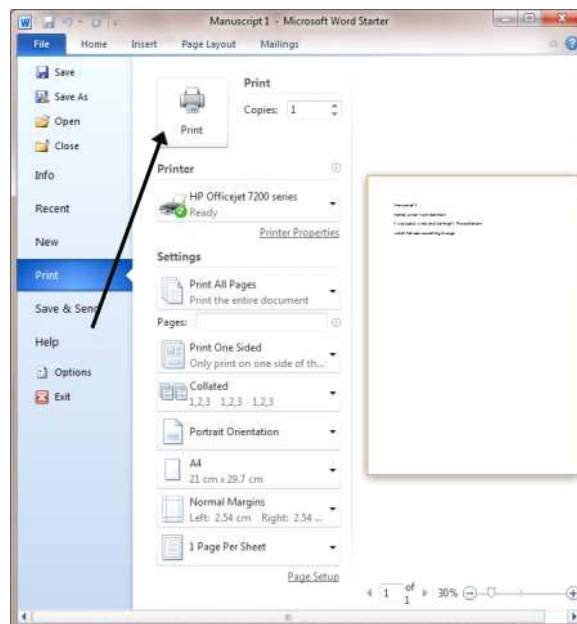 Manuscript 1 - Microsoft Word Starter
File Home Insert Page Layout Mailings
Save
Save As
Open
Close
Info
Recent
New
Print
Save & Send
Help
Options
Exit
Print
Print
Copies: 1
Printer
HP Officejet 7200 series
Ready
Printer Properties
Settings
Print All Pages
Print the entire document
Pages:
Print One Sided
Only print on one side of th...
Collated
1,2,3 1,2,3 1,2,3
Portrait Orientation
A4
21 cm x 29.7 cm
Normal Margins
Left: 2.54 cm Right: 2.54 ...
1 Page Per Sheet
Page Setup
1 of 1
30%